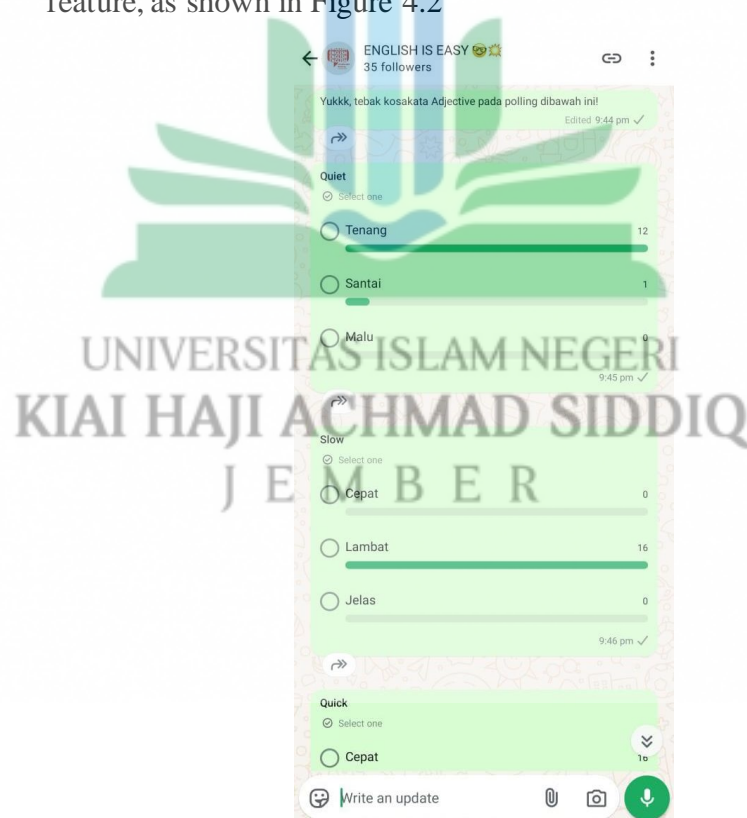 feature, as shown in Figure 4.2
ENGLISH IS EASY 🤓💥
35 followers
Yukkk, tebak kosakata Adjective pada polling dibawah ini!
Edited 9:44 pm
Quiet
Select one
Tenang 12
Santai 1
Malu 0
9:45 pm
Slow
Select one
Cepat 0
Lambat 16
Jelas 0
9:46 pm
Quick
Select one
Cepat 16
Write an update
UNIVERSITAS ISLAM NEGERI
KIAI HAJI ACHMAD SIDDIQ
JEMBER